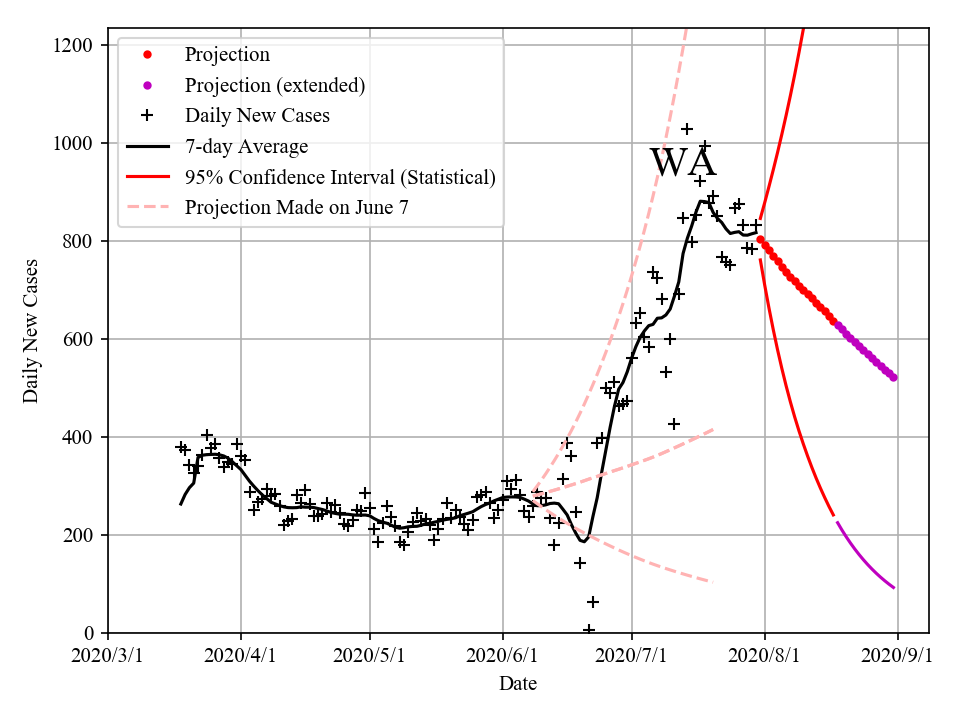 1200
1000
800
600
400
200
0
Daily New Cases
Projection
Projection (extended)
Daily New Cases
7-day Average
95% Confidence Interval (Statistical)
Projection Made on June 7
WA
2020/3/1 2020/4/1 2020/5/1 2020/6/1 2020/7/1 2020/8/1 2020/9/1
Date